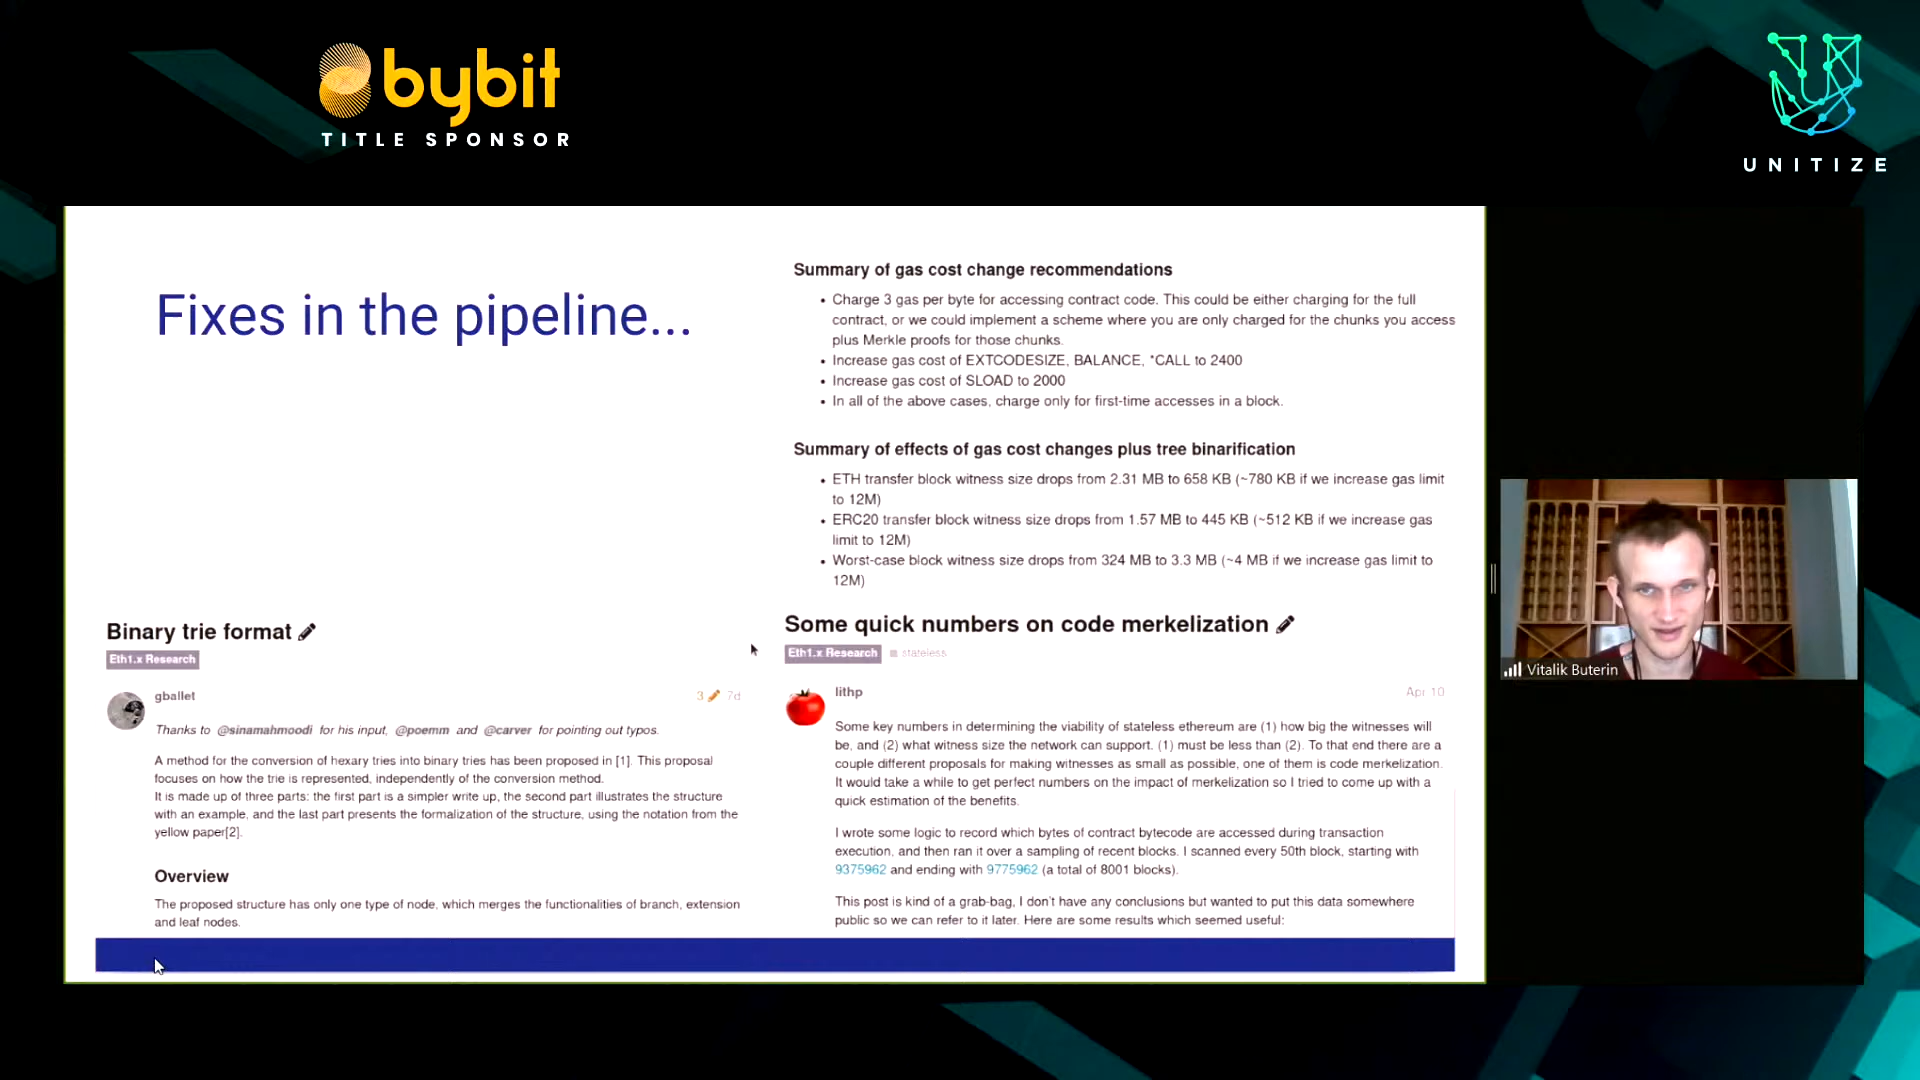 bybit
TITLE SPONSOR
UNITIZE
Fixes in the pipeline...
Summary of gas cost change recommendations
• Charge 3 gas per byte for accessing contract code. This could be either charging for the full
contract, or we could implement a scheme where you are only charged for the chunks you access
plus Merkle proofs for those chunks.
• Increase gas cost of EXTCODESIZE, BALANCE, *CALL to 2400
• Increase gas cost of SLOAD to 2000
• In all of the above cases, charge only for first-time accesses in a block.
Summary of effects of gas cost changes plus tree binarification
• ETH transfer block witness size drops from 2.31 MB to 658 KB (~780 KB if we increase gas limit
to 12M)
• ERC20 transfer block witness size drops from 1.57 MB to 445 KB (~512 KB if we increase gas
limit to 12M)
• Worst-case block witness size drops from 324 MB to 3.3 MB (~4 MB if we increase gas limit to
12M)
Binary trie format
Eth1.x Research
gballet
3 7d
Thanks to @sinamahmoodi for his input, @poemm and @carver for pointing out typos.
A method for the conversion of hexary tries into binary tries has been proposed in [1]. This proposal
focuses on how the trie is represented, independently of the conversion method.
It is made up of three parts: the first part is a simpler write up, the second part illustrates the structure
with an example, and the last part presents the formalization of the structure, using the notation from the
yellow paper[2].
Overview
The proposed structure has only one type of node, which merges the functionalities of branch, extension
and leaf nodes.
Some quick numbers on code merkelization
Eth1.x Research stateless
lithp
Apr 10
Some key numbers in determining the viability of stateless ethereum are (1) how big the witnesses will
be, and (2) what witness size the network can support. (1) must be less than (2). To that end there are a
couple different proposals for making witnesses as small as possible, one of them is code merkelization.
It would take a while to get perfect numbers on the impact of merkelization so I tried to come up with a
quick estimation of the benefits.
I wrote some logic to record which bytes of contract bytecode are accessed during transaction
execution, and then ran it over a sampling of recent blocks. I scanned every 50th block, starting with
9375962 and ending with 9775962 (a total of 8001 blocks).
This post is kind of a grab-bag, I don't have any conclusions but wanted to put this data somewhere
public so we can refer to it later. Here are some results which seemed useful:
Vitalik Buterin